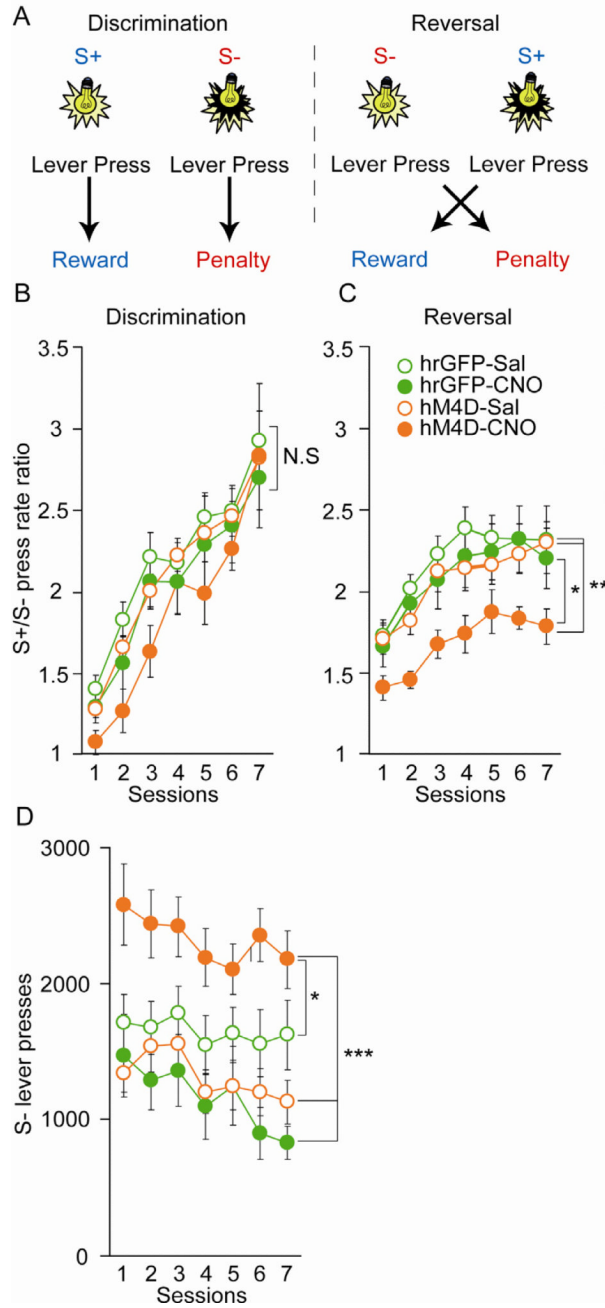 A
Discrimination
Reversal
S+
S-
S-
S+
Lever Press
Lever Press
Lever Press
Lever Press
Reward
Penalty
Reward
Penalty
B
Discrimination
C
Reversal
S+/S- press rate ratio
3.5
3
2.5
2
1.5
1
N.S
1 2 3 4 5 6 7
Sessions
3.5
3
2.5
2
1.5
1
hrGFP-Sal
hrGFP-CNO
hM4D-Sal
hM4D-CNO
*
**
1 2 3 4 5 6 7
Sessions
D
S- lever presses
3000
2000
1000
0
*
***
1 2 3 4 5 6 7
Sessions